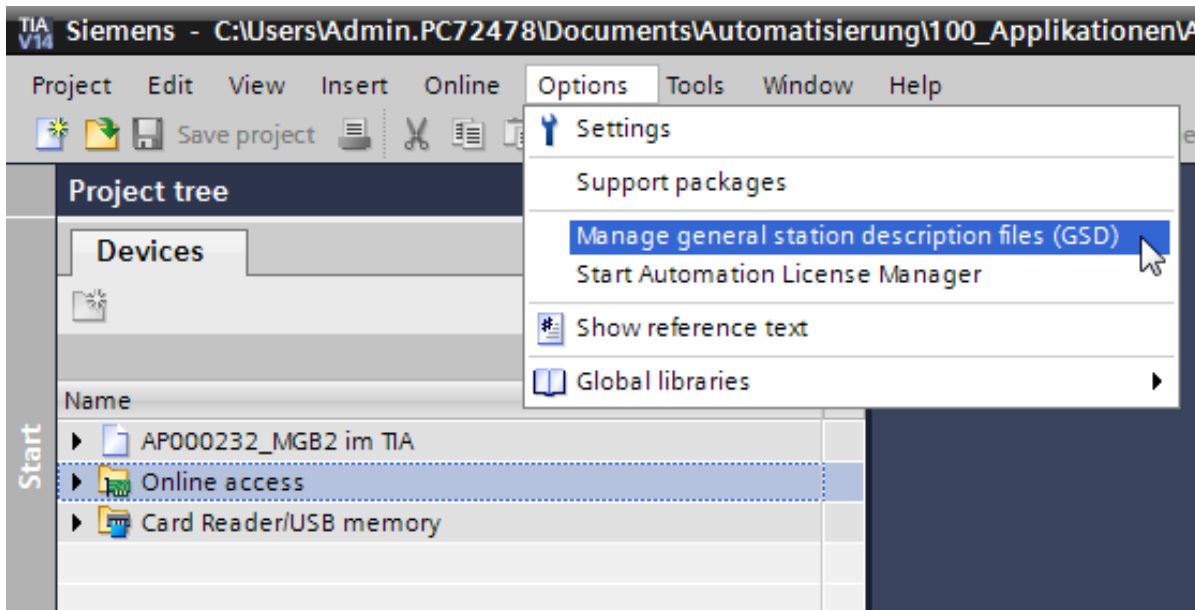 TIA V14 Siemens - C:\Users\Admin.PC72478\Documents\Automatisierung\100_Applikationen\A
Project Edit View Insert Online Options Tools Window Help
Save project
Settings
Support packages
Manage general station description files (GSD)
Start Automation License Manager
Show reference text
Global libraries
Project tree
Devices
Name
AP000232_MGB2 im TIA
Online access
Card Reader/USB memory
Start